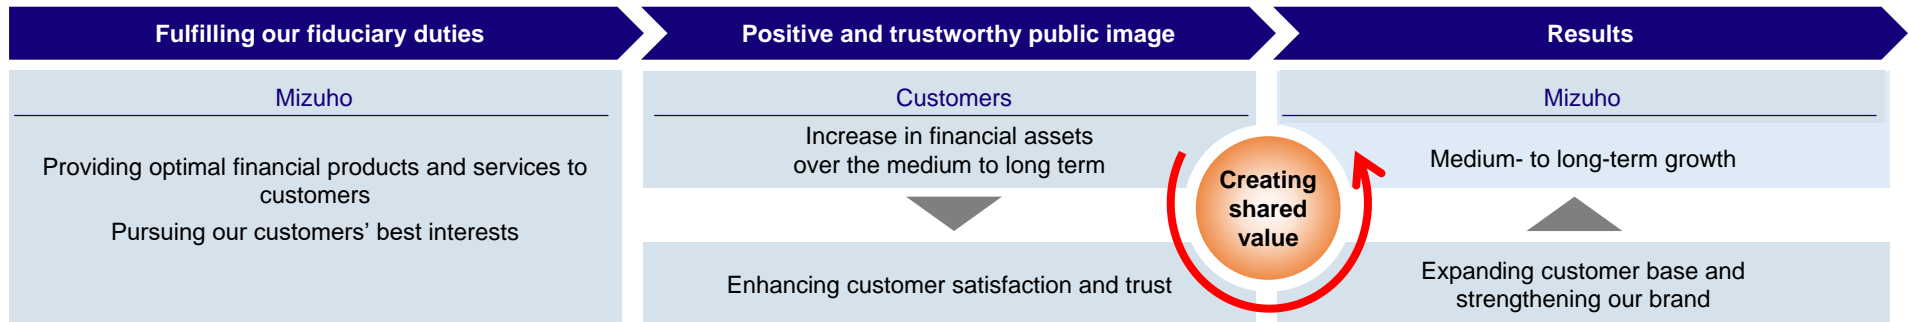 Fulfilling our fiduciary duties
Positive and trustworthy public image
Results
Mizuho
Providing optimal financial products and services to
customers
Pursuing our customers’ best interests
Customers
Increase in financial assets
over the medium to long term
Enhancing customer satisfaction and trust
Creating
shared
value
Mizuho
Medium- to long-term growth
Expanding customer base and
strengthening our brand